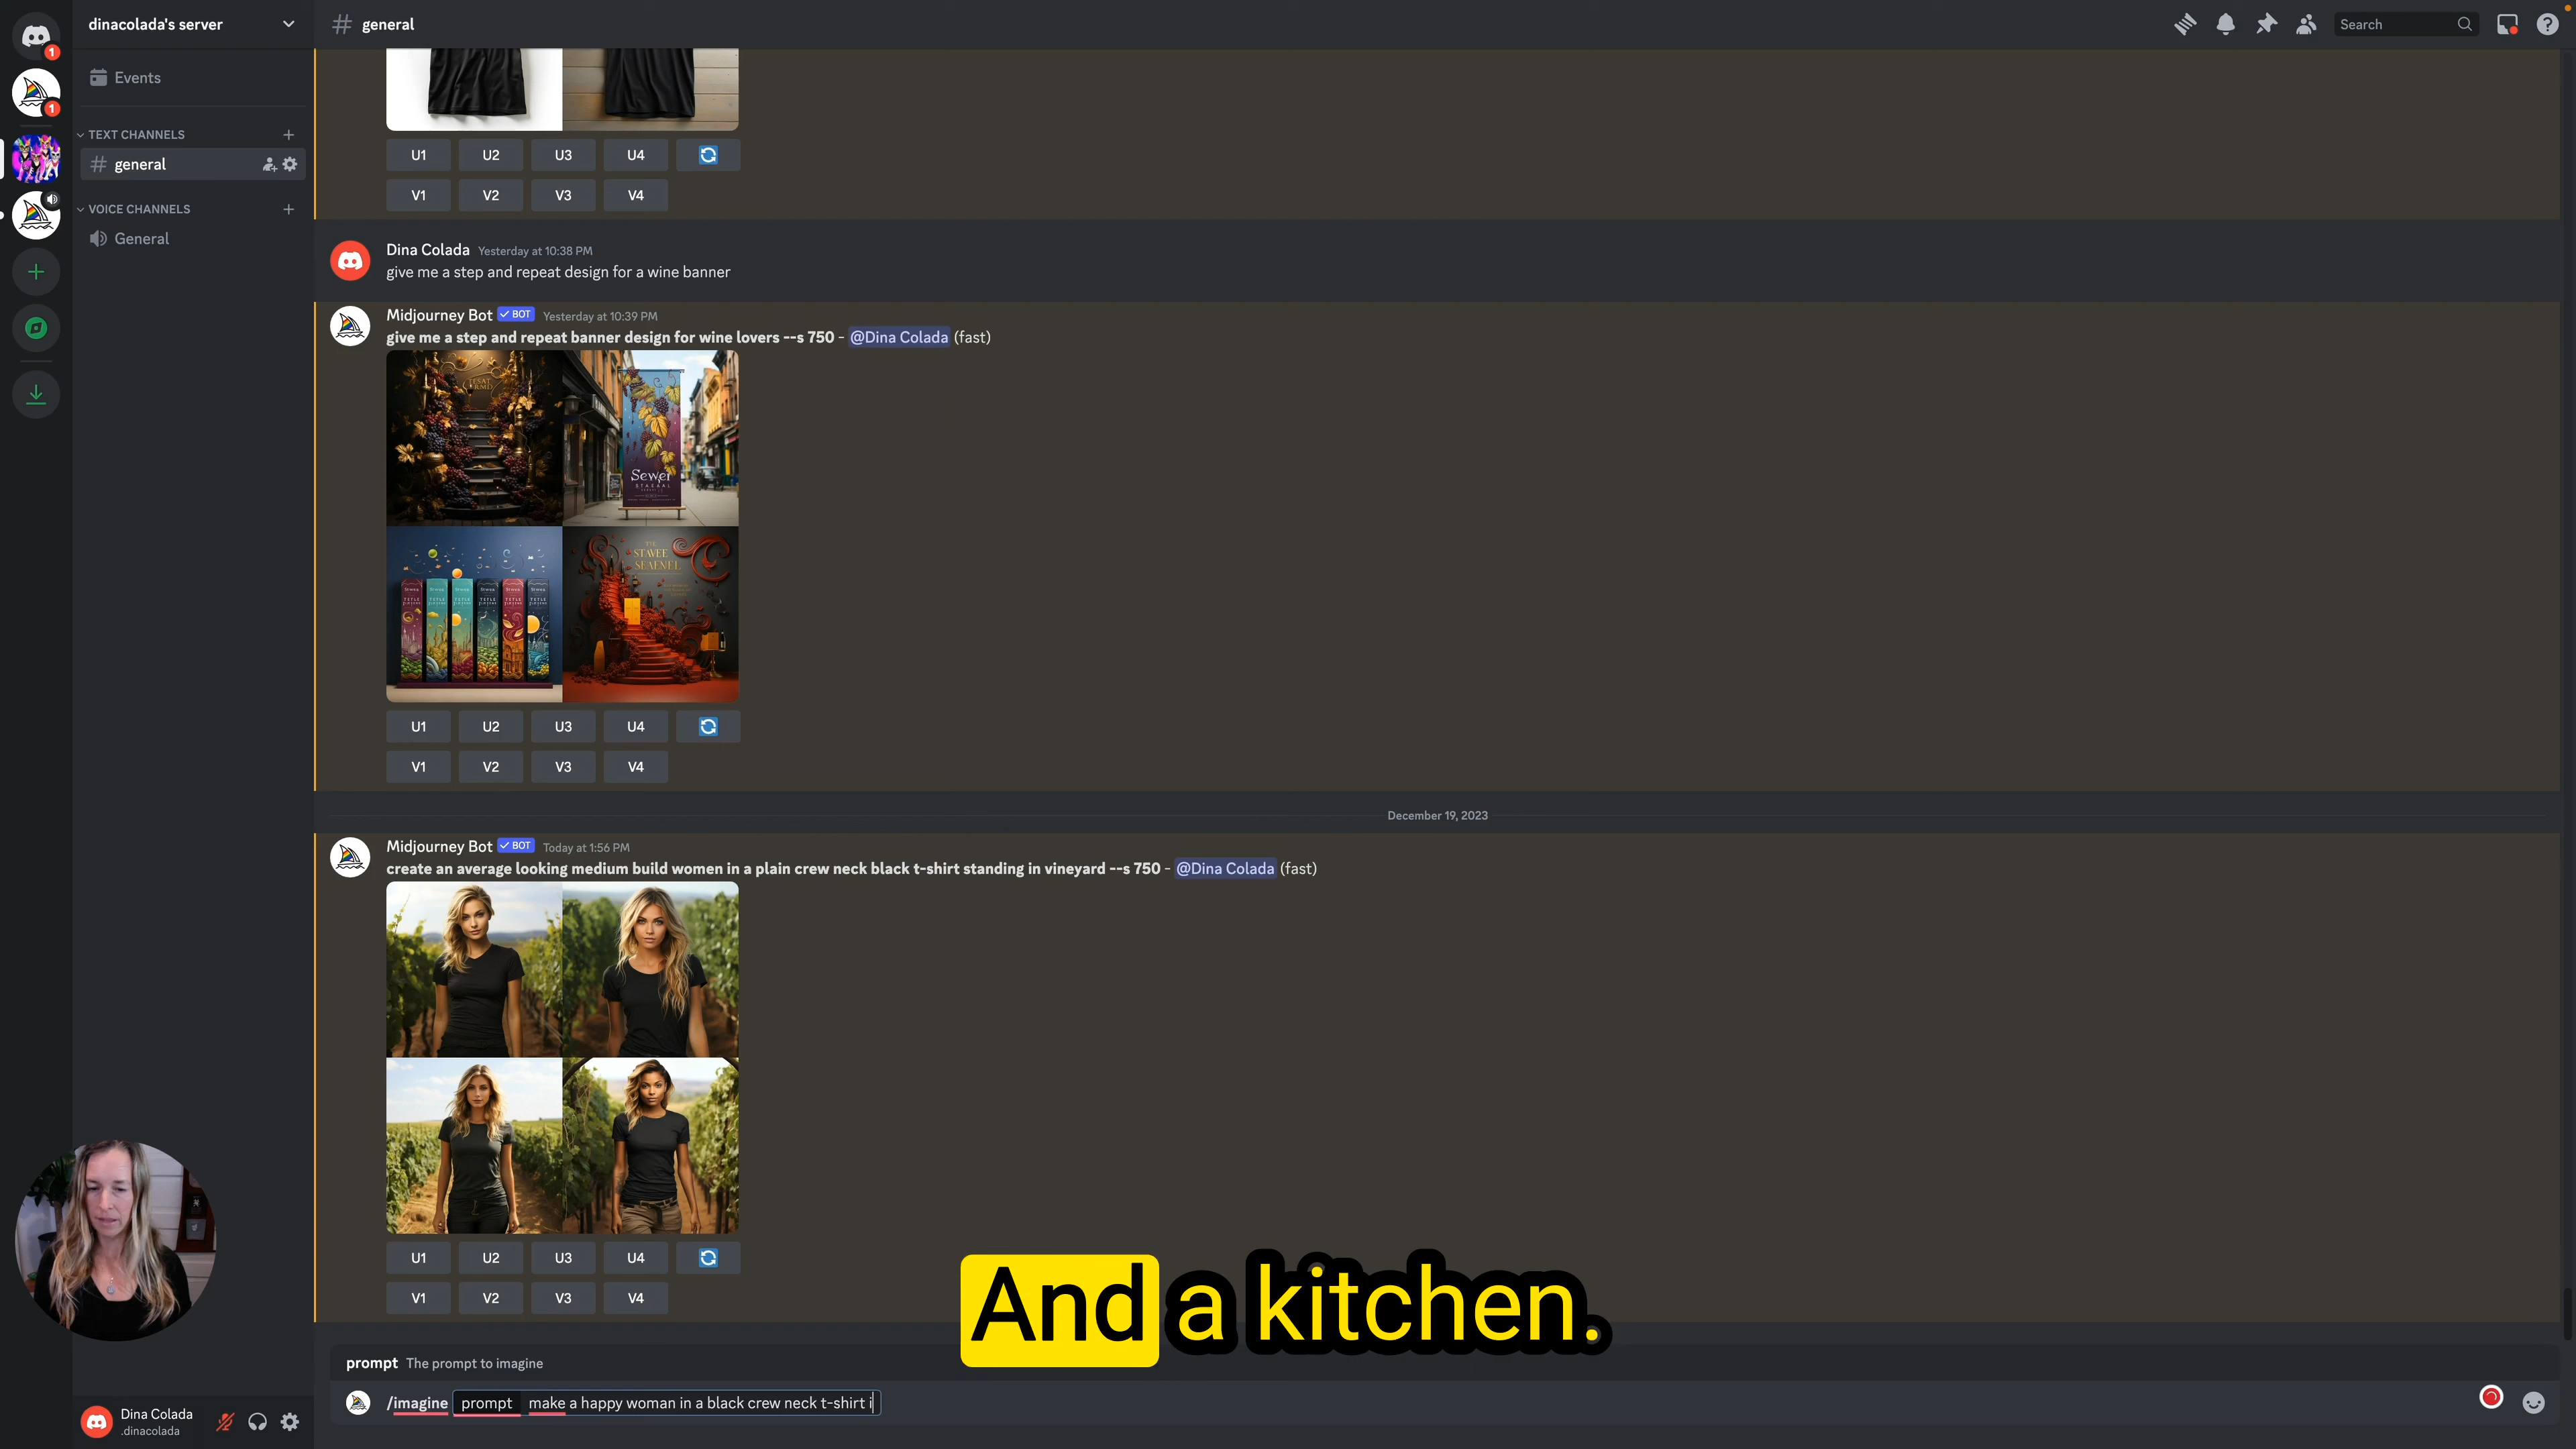 dinacolada's server
general
Search
1
1
Events
TEXT CHANNELS
general
VOICE CHANNELS
General
U1 U2 U3 U4
V1 V2 V3 V4
Dina Colada Yesterday at 10:38 PM
give me a step and repeat design for a wine banner
Midjourney Bot BOT Yesterday at 10:39 PM
give me a step and repeat banner design for wine lovers --s 750 - @Dina Colada (fast)
Sewer
U1 U2 U3 U4
V1 V2 V3 V4
December 19, 2023
Midjourney Bot BOT Today at 1:56 PM
create an average looking medium build women in a plain crew neck black t-shirt standing in vineyard --s 750 - @Dina Colada (fast)
U1 U2 U3 U4
V1 V2 V3 V4
And a kitchen.
prompt The prompt to imagine
/imagine prompt make a happy woman in a black crew neck t-shirt i
Dina Colada
.dinacolada